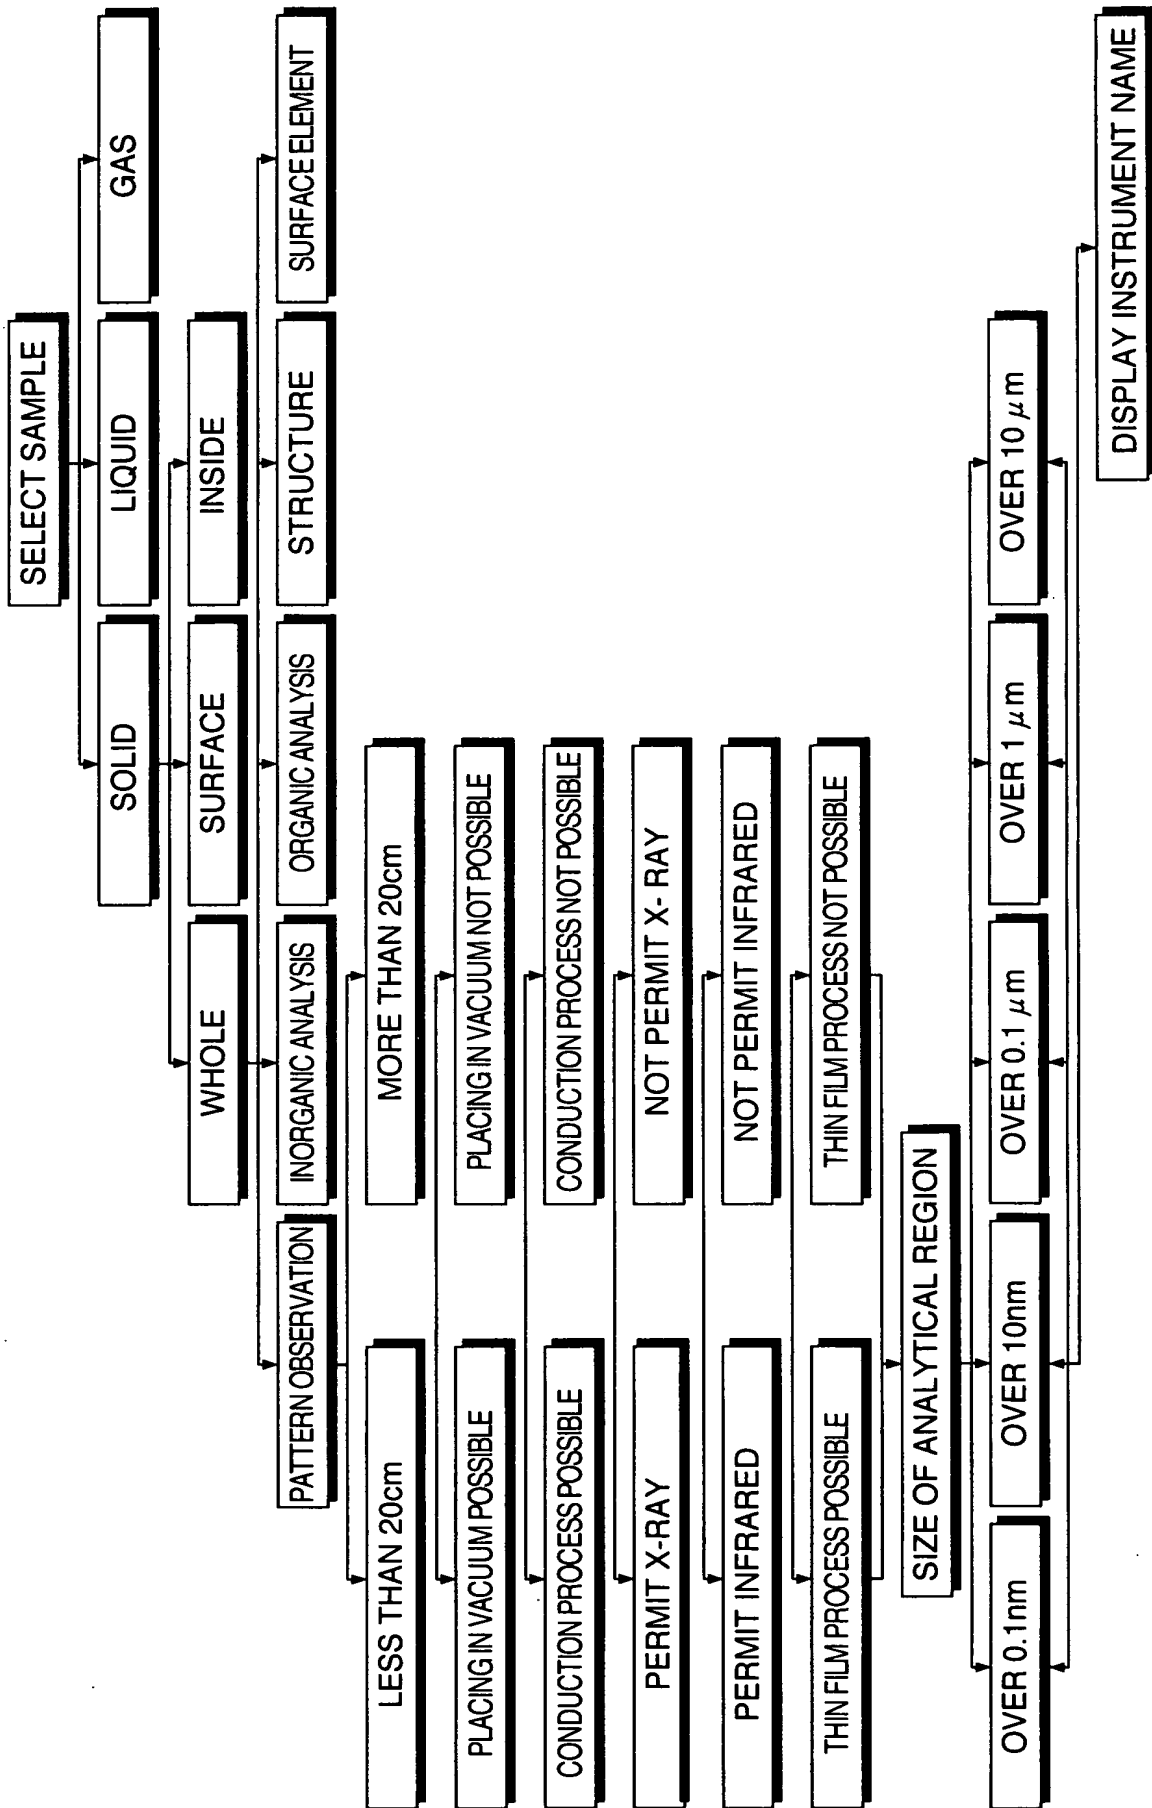 SELECT SAMPLE
SOLID
LIQUID
GAS
WHOLE
SURFACE
INSIDE
PATTERN OBSERVATION
INORGANIC ANALYSIS
ORGANIC ANALYSIS
STRUCTURE
SURFACE ELEMENT
LESS THAN 20cm
MORE THAN 20cm
PLACING IN VACUUM POSSIBLE
PLACING IN VACUUM NOT POSSIBLE
CONDUCTION PROCESS POSSIBLE
CONDUCTION PROCESS NOT POSSIBLE
PERMIT X-RAY
NOT PERMIT X- RAY
PERMIT INFRARED
NOT PERMIT INFRARED
THIN FILM PROCESS POSSIBLE
THIN FILM PROCESS NOT POSSIBLE
SIZE OF ANALYTICAL REGION
OVER 0.1nm
OVER 10nm
OVER 0.1 μm
OVER 1 μm
OVER 10 μm
DISPLAY INSTRUMENT NAME